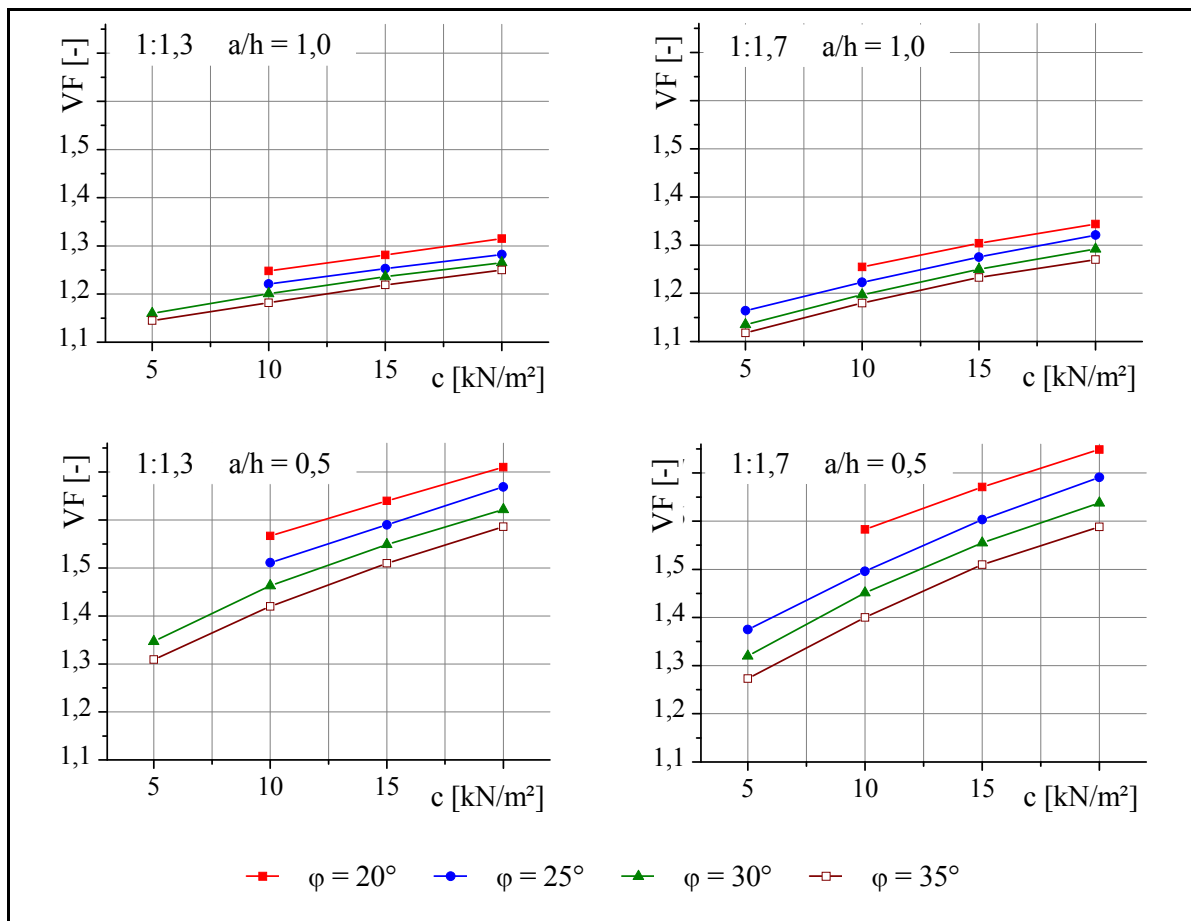 1:1,3 a/h = 1,0
VF [-]
1,5
1,4
1,3
1,2
1,1
5 10 15 c [kN/m²]
1:1,7 a/h = 1,0
VF [-]
1,5
1,4
1,3
1,2
1,1
5 10 15 c [kN/m²]
1:1,3 a/h = 0,5
VF [-]
1,5
1,4
1,3
1,2
1,1
5 10 15 c [kN/m²]
1:1,7 a/h = 0,5
VF [-]
1,5
1,4
1,3
1,2
1,1
5 10 15 c [kN/m²]
φ = 20° φ = 25° φ = 30° φ = 35°